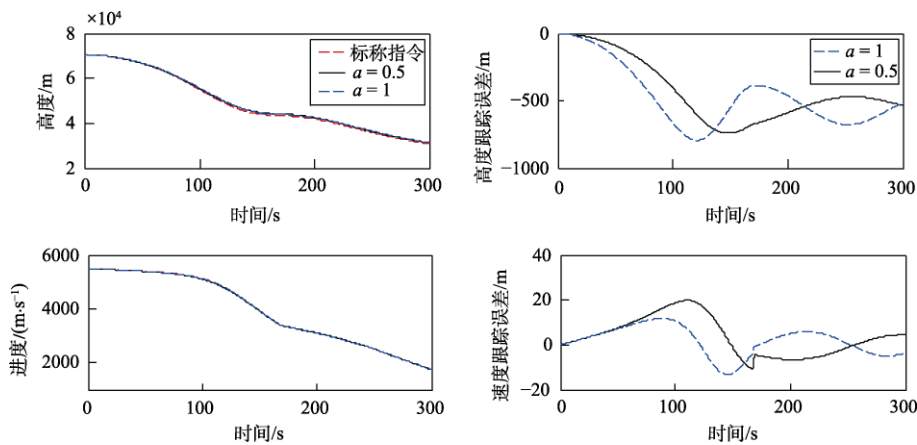 ×10⁴
8
6
4
2
高度/m
标称指令
a = 0.5
a = 1
0 100 200 300
时间/s
0
−500
−1000
高度跟踪误差/m
a = 1
a = 0.5
0 100 200 300
时间/s
6000
4000
2000
进度/(m·s⁻¹)
0 100 200 300
时间/s
40
20
0
−20
速度跟踪误差/m
0 100 200 300
时间/s